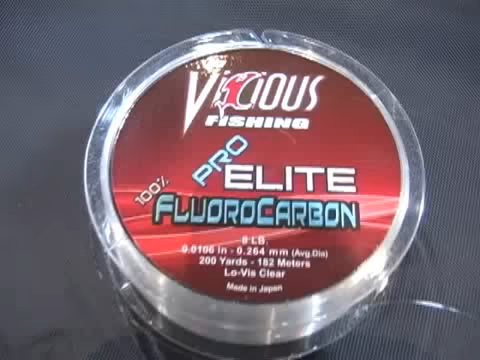 Vicious
FISHING
PRO
ELITE
100%
FLUOROCARBON
8 LB.
0.0106 in - 0.264 mm (Avg.Dia)
200 Yards - 182 Meters
Lo-Vis Clear
Made in Japan